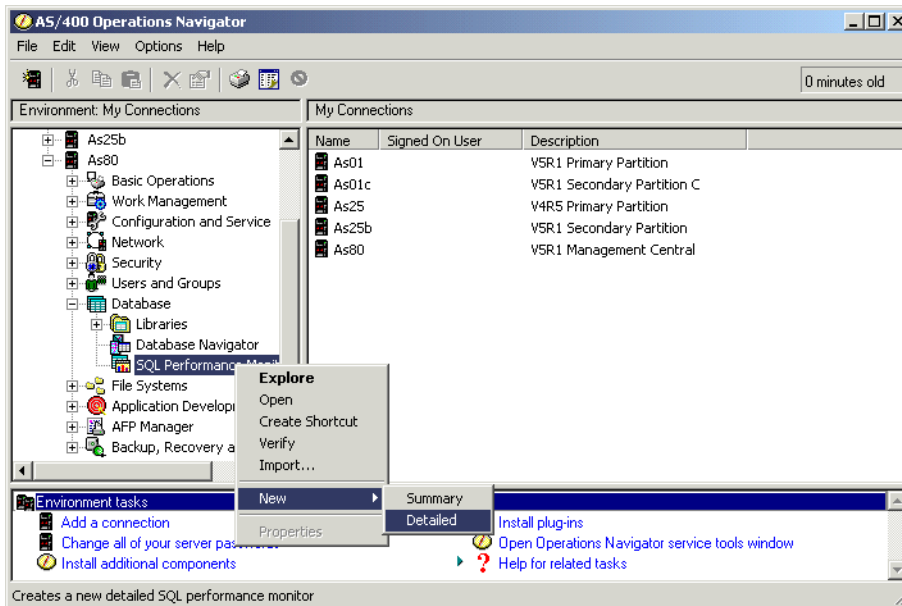 AS/400 Operations Navigator
File Edit View Options Help
0 minutes old
Environment: My Connections
My Connections
As25b
As80
Basic Operations
Work Management
Configuration and Service
Network
Security
Users and Groups
Database
Libraries
Database Navigator
SQL Performance
File Systems
Application
AFP Manager
Backup, Recovery
Name Signed On User Description
As01 V5R1 Primary Partition
As01c V5R1 Secondary Partition C
As25 V4R5 Primary Partition
As25b V5R1 Secondary Partition
As80 V5R1 Management Central
Explore
Open
Create Shortcut
Verify
Import...
New
Properties
Summary
Detailed
Environment tasks
Add a connection
Change all of your server
Install additional components
Install plug-ins
Open Operations Navigator service tools window
Help for related tasks
Creates a new detailed SQL performance monitor